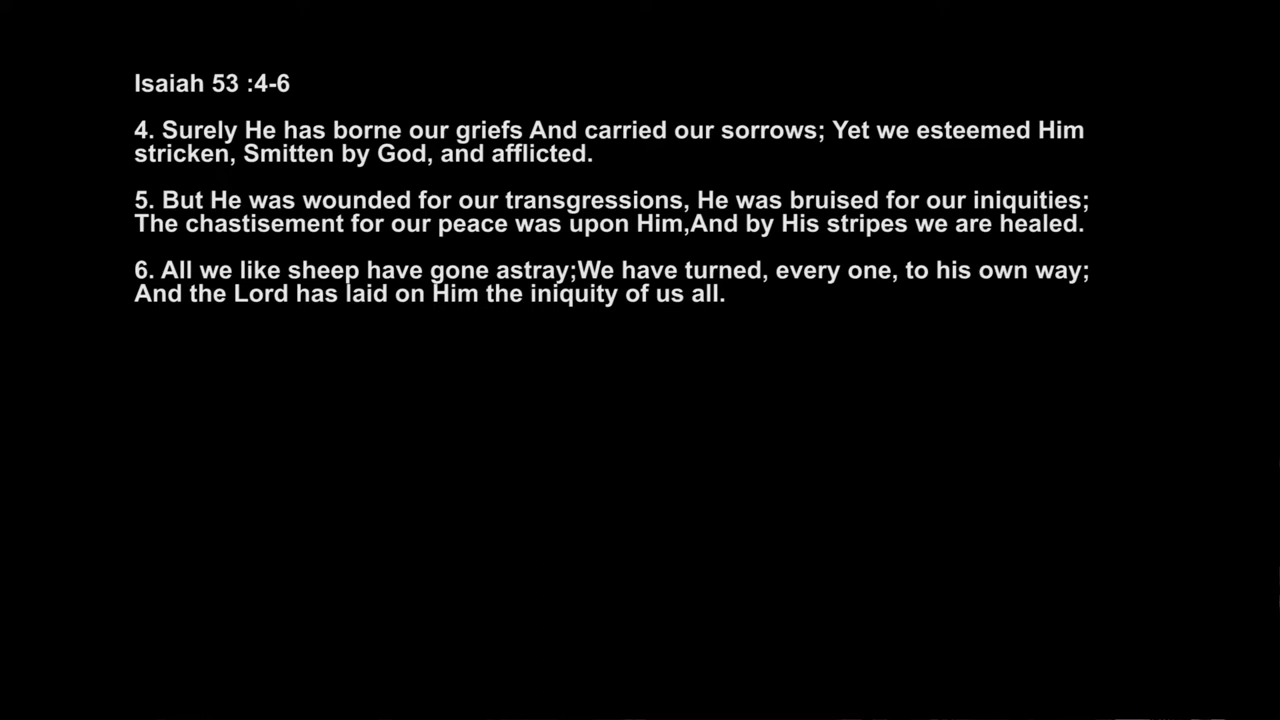 Isaiah 53 :4-6
4. Surely He has borne our griefs And carried our sorrows; Yet we esteemed Him
stricken, Smitten by God, and afflicted.
5. But He was wounded for our transgressions, He was bruised for our iniquities;
The chastisement for our peace was upon Him,And by His stripes we are healed.
6. All we like sheep have gone astray;We have turned, every one, to his own way;
And the Lord has laid on Him the iniquity of us all.